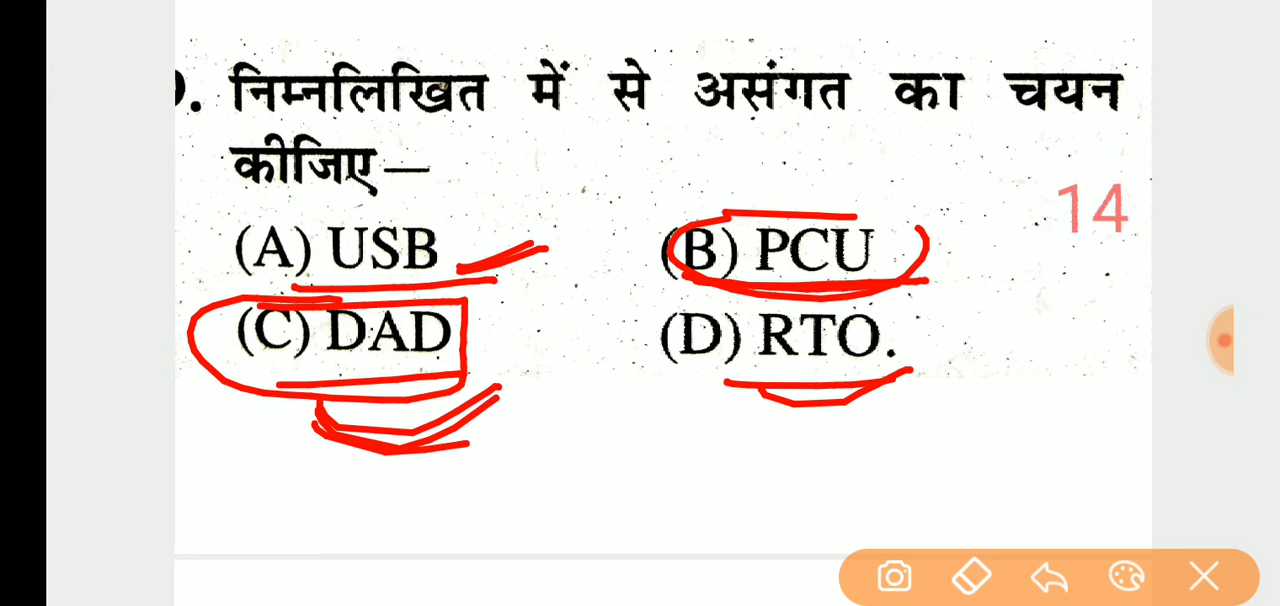 . निम्नलिखित में से असंगत का चयन
कीजिए—
14
(A) USB (B) PCU
(C) DAD (D) RTO.